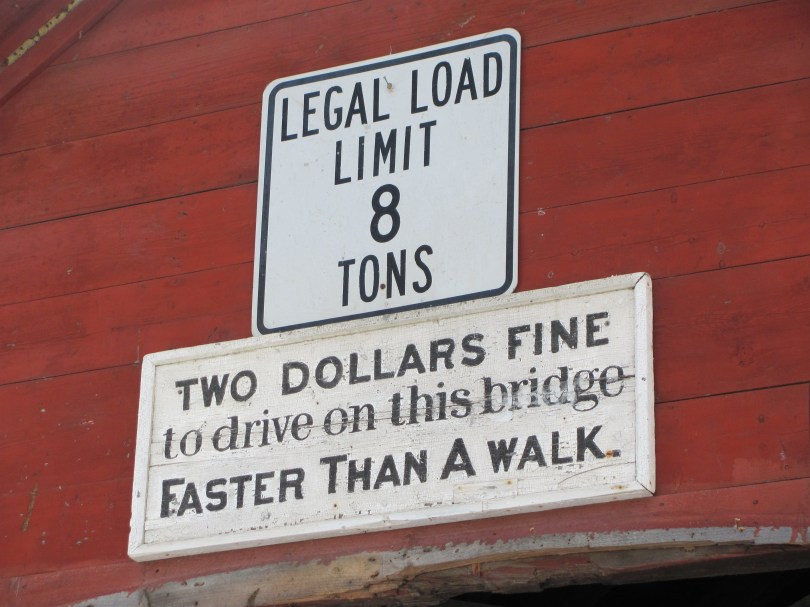 LEGAL LOAD
LIMIT
8
TONS
TWO DOLLARS FINE
to drive on this bridge
FASTER THAN A WALK.